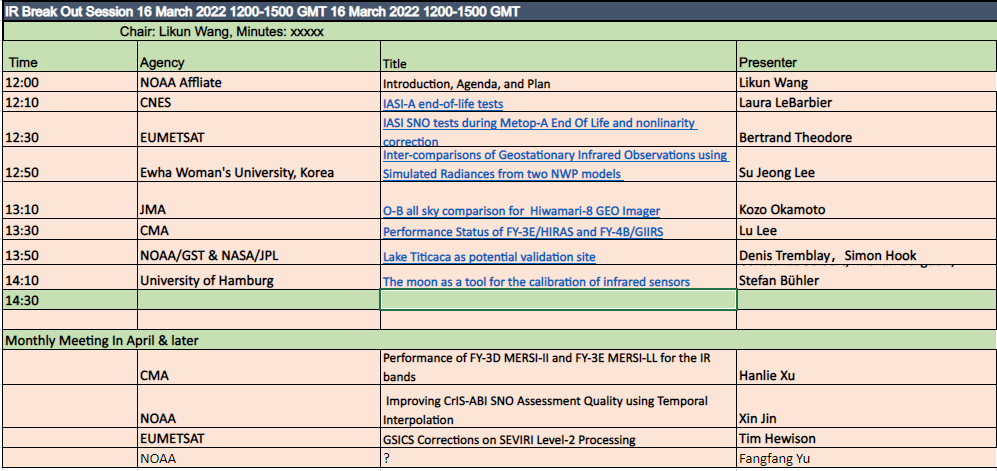 IR Break Out Session 16 March 2022 1200-1500 GMT 16 March 2022 1200-1500 GMT
Chair: Likun Wang, Minutes: xxxxx
Time Agency Title Presenter
12:00 NOAA Affliate Introduction, Agenda, and Plan Likun Wang
12:10 CNES IASI-A end-of-life tests Laura LeBarbier
12:30 EUMETSAT IASI SNO tests during Metop-A End Of Life and nonlinarity correction Bertrand Theodore
12:50 Ewha Woman's University, Korea Inter-comparisons of Geostationary Infrared Observations using Simulated Radiances from two NWP models Su Jeong Lee
13:10 JMA O-B all sky comparison for Hiwamari-8 GEO Imager Kozo Okamoto
13:30 CMA Performance Status of FY-3E/HIRAS and FY-4B/GIIRS Lu Lee
13:50 NOAA/GST & NASA/JPL Lake Titicaca as potential validation site Denis Tremblay, Simon Hook
14:10 University of Hamburg The moon as a tool for the calibration of infrared sensors Stefan Bühler
14:30
Monthly Meeting In April & later
CMA Performance of FY-3D MERSI-II and FY-3E MERSI-LL for the IR bands Hanlie Xu
NOAA Improving CrIS-ABI SNO Assessment Quality using Temporal Interpolation Xin Jin
EUMETSAT GSICS Corrections on SEVIRI Level-2 Processing Tim Hewison
NOAA ? Fangfang Yu